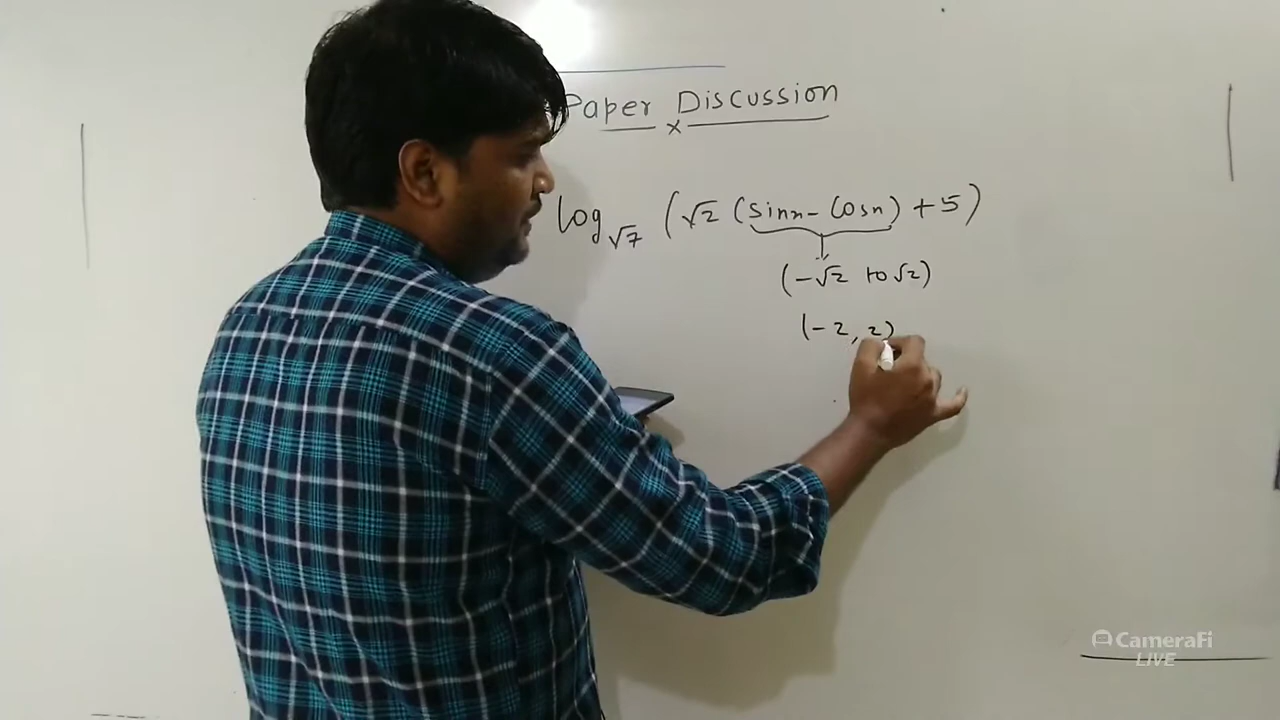 Paper Discussion
x
log√7 (√2 (sinx - Cosx) + 5)
(-√2 to √2)
(-2, 2)
CameraFi
LIVE